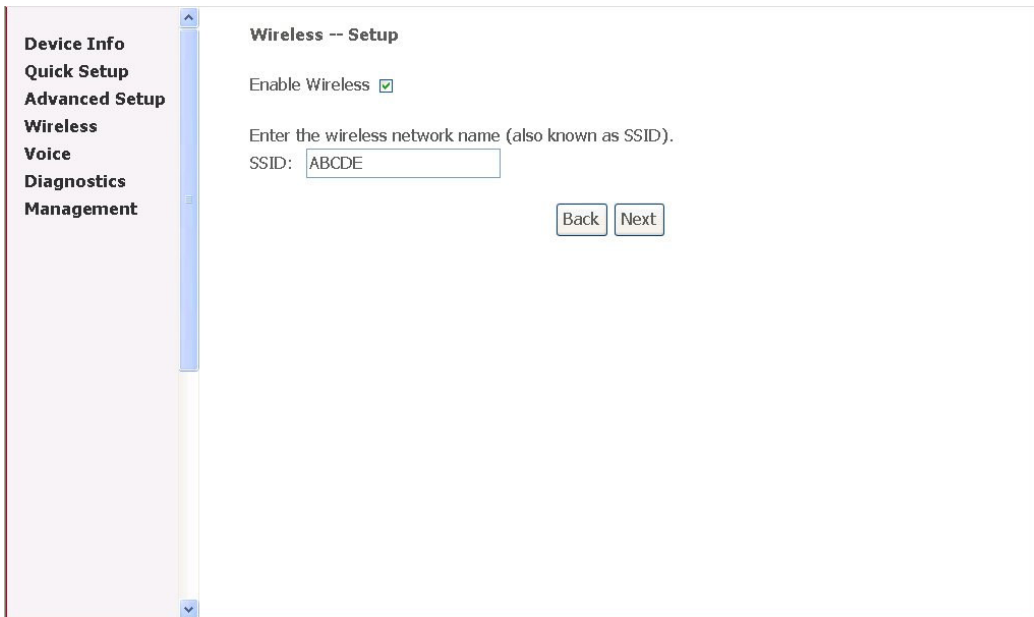 Device Info
Quick Setup
Advanced Setup
Wireless
Voice
Diagnostics
Management
Wireless -- Setup
Enable Wireless
Enter the wireless network name (also known as SSID).
SSID: ABCDE
Back Next